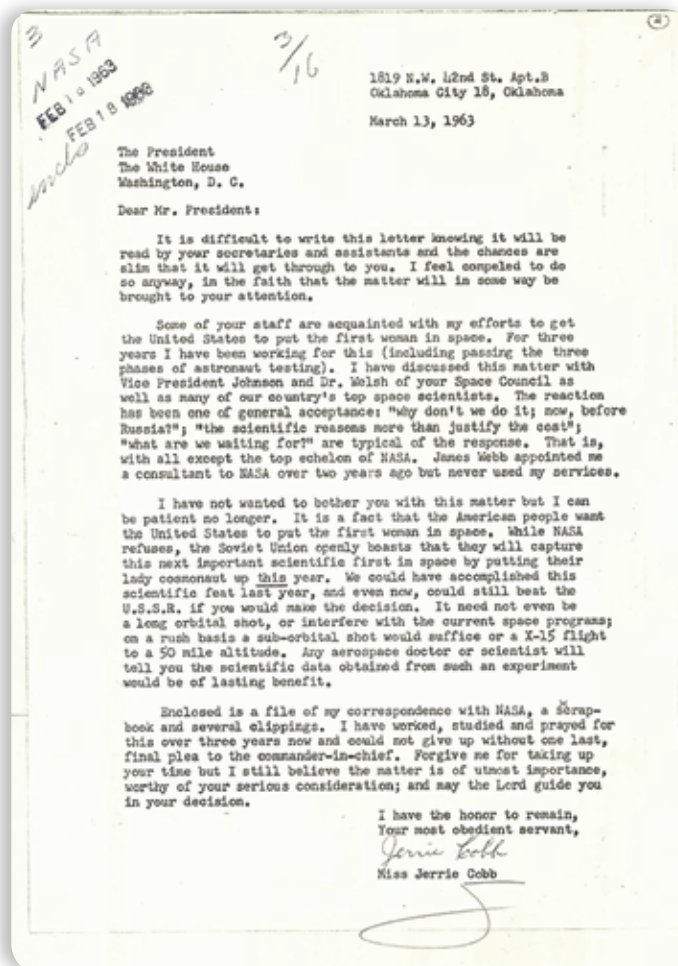 3
NASA
FEB 1 1963
FEB 18 1966
encls
3/16
1819 N.W. 42nd St. Apt.B
Oklahoma City 18, Oklahoma
March 13, 1963
The President
The White House
Washington, D. C.
Dear Mr. President:
It is difficult to write this letter knowing it will be
read by your secretaries and assistants and the chances are
slim that it will get through to you. I feel compeled to do
so anyway, in the faith that the matter will in some way be
brought to your attention.
Some of your staff are acquainted with my efforts to get
the United States to put the first woman in space. For three
years I have been working for this (including passing the three
phases of astronaut testing). I have discussed this matter with
Vice President Johnson and Dr. Welsh of your Space Council as
well as many of our country's top space scientists. The reaction
has been one of general acceptance: "why don't we do it; now, before
Russia?"; "the scientific reasons more than justify the cost";
"what are we waiting for?" are typical of the response. That is,
with all except the top echelon of NASA. James Webb appointed me
a consultant to NASA over two years ago but never used my services.
I have not wanted to bother you with this matter but I can
be patient no longer. It is a fact that the American people want
the United States to put the first woman in space. While NASA
refuses, the Soviet Union openly boasts that they will capture
this next important scientific first in space by putting their
lady cosmonaut up this year. We could have accomplished this
scientific feat last year, and even now, could still beat the
U.S.S.R. if you would make the decision. It need not even be
a long orbital shot, or interfere with the current space programs;
on a rush basis a sub-orbital shot would suffice or a X-15 flight
to a 50 mile altitude. Any aerospace doctor or scientist will
tell you the scientific data obtained from such an experiment
would be of lasting benefit.
Enclosed is a file of my correspondence with NASA, a scrap-
book and several clippings. I have worked, studied and prayed for
this over three years now and could not give up without one last,
final plea to the commander-in-chief. Forgive me for taking up
your time but I still believe the matter is of utmost importance,
worthy of your serious consideration; and may the Lord guide you
in your decision.
I have the honor to remain,
Your most obedient servant,
Jerrie Cobb
Miss Jerrie Cobb